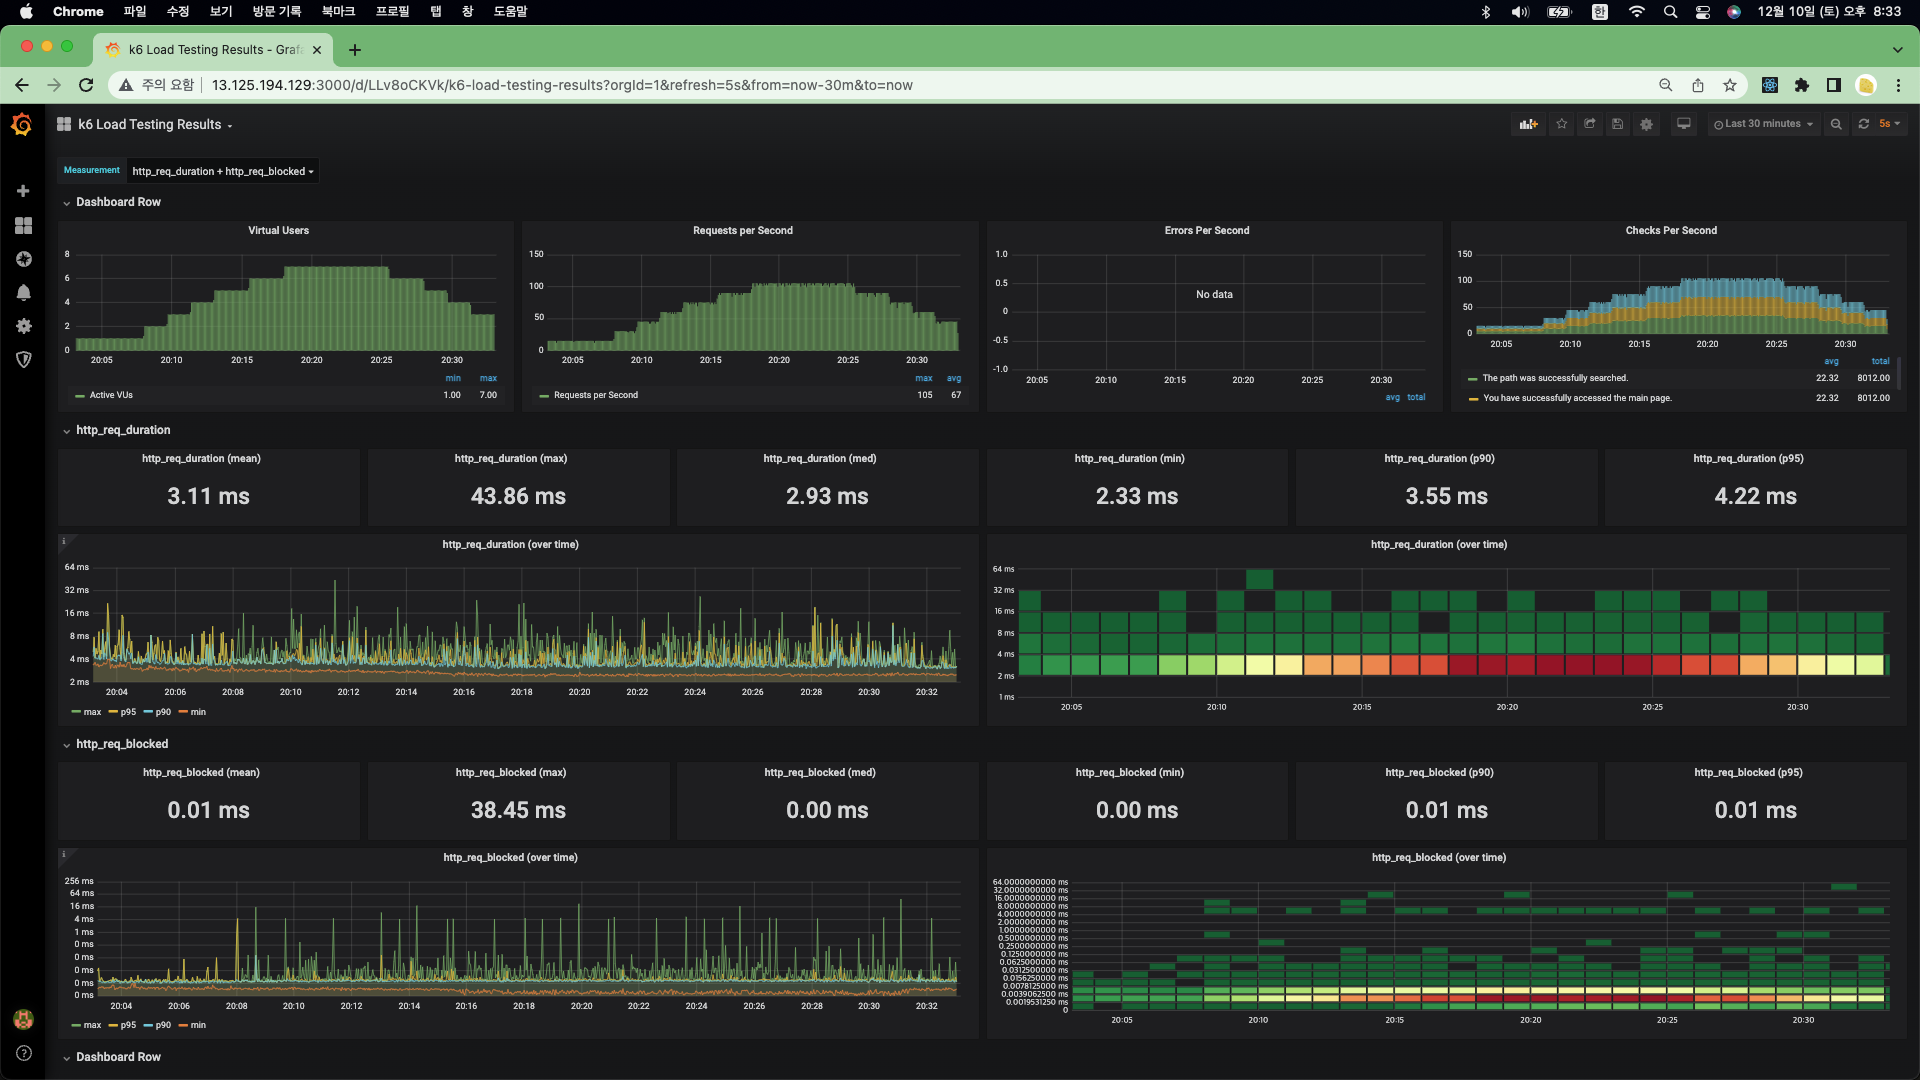 Chrome 파일 수정 보기 방문 기록 북마크 프로필 탭 창 도움말 한 12월 10일 (토) 오후 8:33
k6 Load Testing Results - Grafa
주의 요함 13.125.194.129:3000/d/LLv8oCKVk/k6-load-testing-results?orgId=1&refresh=5s&from=now-30m&to=now
k6 Load Testing Results Last 30 minutes 5s
Measurement http_req_duration + http_req_blocked
Dashboard Row
Virtual Users
8
6
4
2
0
20:05 20:10 20:15 20:20 20:25 20:30
min max
Active VUs 1.00 7.00
Requests per Second
150
100
50
0
20:05 20:10 20:15 20:20 20:25 20:30
max avg
Requests per Second 105 67
Errors Per Second
1.0
0.5
0
-0.5
-1.0
No data
20:05 20:10 20:15 20:20 20:25 20:30
avg total
Checks Per Second
150
100
50
0
20:05 20:10 20:15 20:20 20:25 20:30
avg total
The path was successfully searched. 22.32 8012.00
You have successfully accessed the main page. 22.32 8012.00
http_req_duration
http_req_duration (mean)
3.11 ms
http_req_duration (max)
43.86 ms
http_req_duration (med)
2.93 ms
http_req_duration (min)
2.33 ms
http_req_duration (p90)
3.55 ms
http_req_duration (p95)
4.22 ms
http_req_duration (over time)
64 ms
32 ms
16 ms
8 ms
4 ms
2 ms
20:04 20:06 20:08 20:10 20:12 20:14 20:16 20:18 20:20 20:22 20:24 20:26 20:28 20:30 20:32
max p95 p90 min
http_req_duration (over time)
64 ms
32 ms
16 ms
8 ms
4 ms
2 ms
1 ms
20:05 20:10 20:15 20:20 20:25 20:30
http_req_blocked
http_req_blocked (mean)
0.01 ms
http_req_blocked (max)
38.45 ms
http_req_blocked (med)
0.00 ms
http_req_blocked (min)
0.00 ms
http_req_blocked (p90)
0.01 ms
http_req_blocked (p95)
0.01 ms
http_req_blocked (over time)
256 ms
64 ms
16 ms
4 ms
1 ms
0 ms
0 ms
0 ms
0 ms
0 ms
20:04 20:06 20:08 20:10 20:12 20:14 20:16 20:18 20:20 20:22 20:24 20:26 20:28 20:30 20:32
max p95 p90 min
http_req_blocked (over time)
64.0000000000 ms
32.0000000000 ms
16.0000000000 ms
8.0000000000 ms
4.0000000000 ms
2.0000000000 ms
1.0000000000 ms
0.5000000000 ms
0.2500000000 ms
0.1250000000 ms
0.0625000000 ms
0.0312500000 ms
0.0156250000 ms
0.0078125000 ms
0.0039062500 ms
0.0019531250 ms
0
20:05 20:10 20:15 20:20 20:25 20:30
Dashboard Row